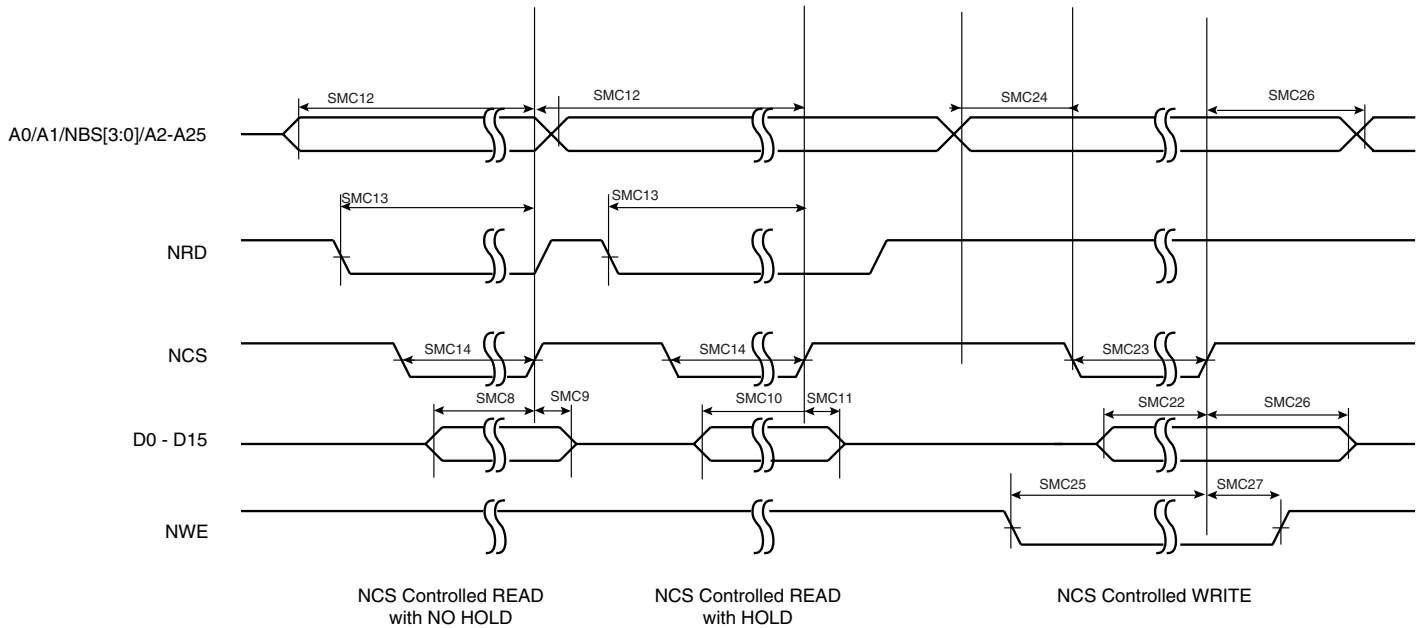 SMC12
SMC12
SMC24
SMC26
A0/A1/NBS[3:0]/A2-A25
SMC13
SMC13
NRD
NCS
SMC14
SMC14
SMC23
SMC8
SMC9
SMC10
SMC11
SMC22
SMC26
D0 - D15
SMC25
SMC27
NWE
NCS Controlled READ
with NO HOLD
NCS Controlled READ
with HOLD
NCS Controlled WRITE